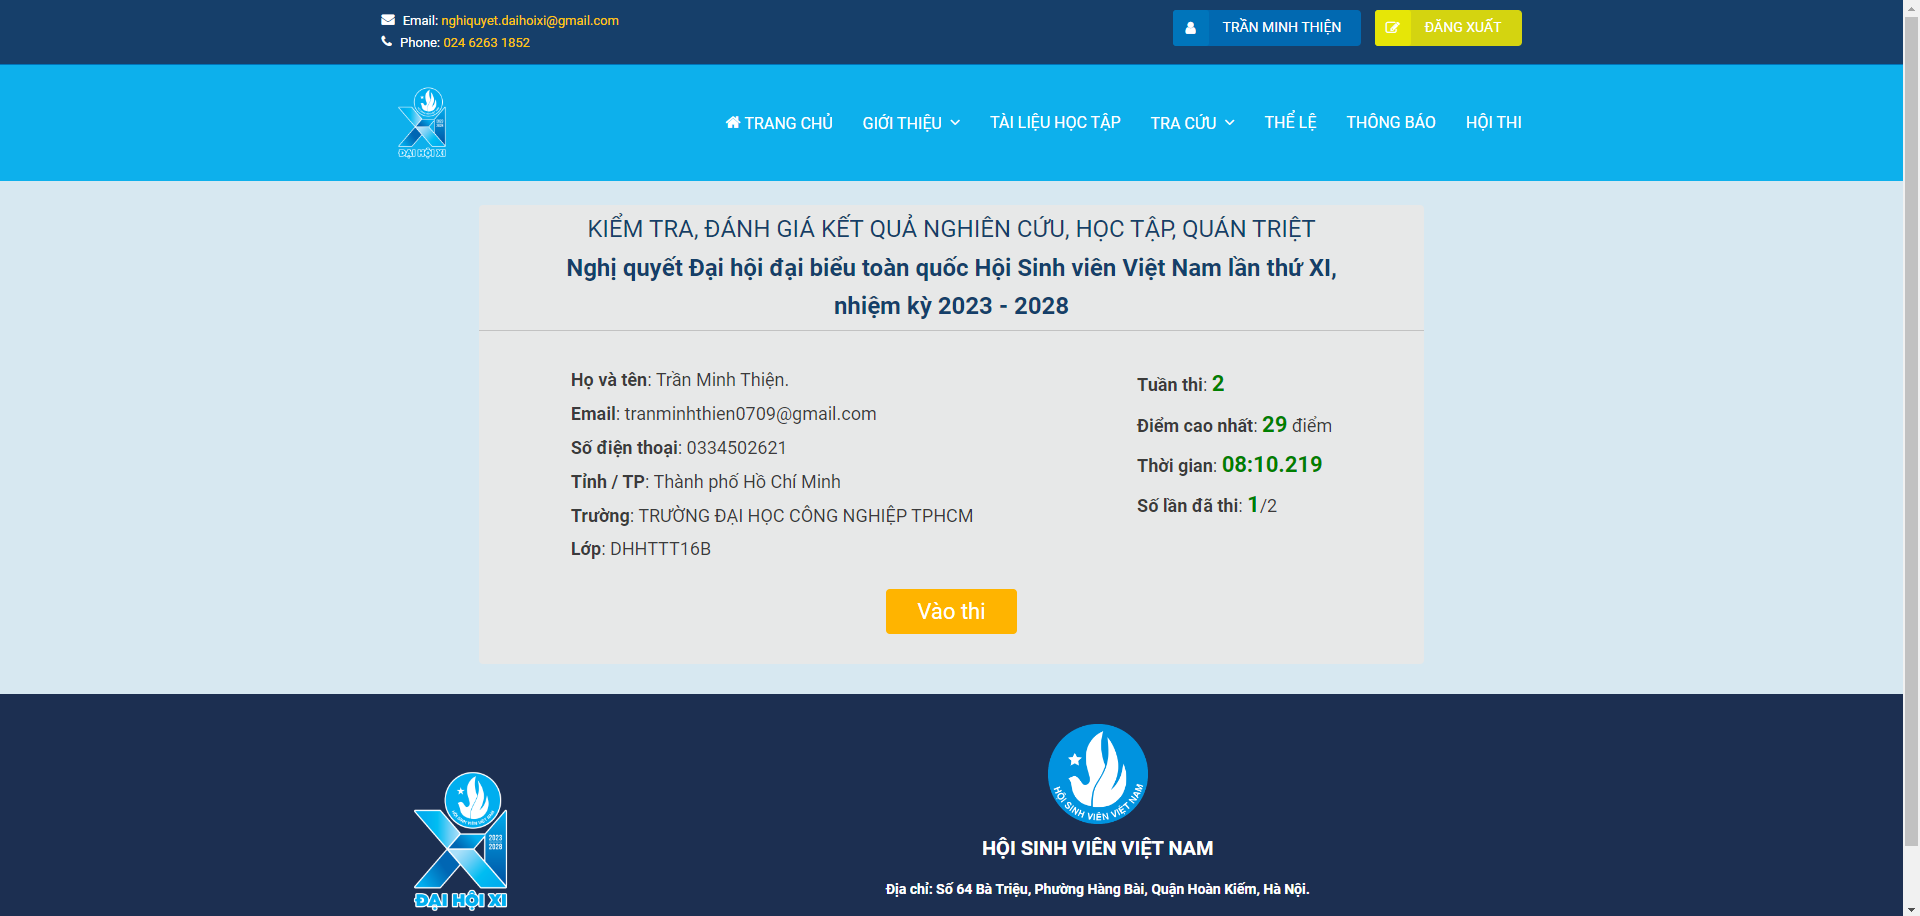 Email: nghiquyet.daihoixi@gmail.com
Phone: 024 6263 1852
TRẦN MINH THIỆN
ĐĂNG XUẤT
ĐẠI HỘI XI
TRANG CHỦ
GIỚI THIỆU
TÀI LIỆU HỌC TẬP
TRA CỨU
THỂ LỆ
THÔNG BÁO
HỘI THI
KIỂM TRA, ĐÁNH GIÁ KẾT QUẢ NGHIÊN CỨU, HỌC TẬP, QUÁN TRIỆT
Nghị quyết Đại hội đại biểu toàn quốc Hội Sinh viên Việt Nam lần thứ XI,
nhiệm kỳ 2023 - 2028
Họ và tên: Trần Minh Thiện.
Email: tranminhthien0709@gmail.com
Số điện thoại: 0334502621
Tỉnh / TP: Thành phố Hồ Chí Minh
Trường: TRƯỜNG ĐẠI HỌC CÔNG NGHIỆP TPHCM
Lớp: DHHTTT16B
Tuần thi: 2
Điểm cao nhất: 29 điểm
Thời gian: 08:10.219
Số lần đã thi: 1/2
Vào thi
HỘI SINH VIÊN VIỆT NAM
2023
2028
ĐẠI HỘI XI
HỘI SINH VIÊN VIỆT NAM
HỘI SINH VIÊN VIỆT NAM
Địa chỉ: Số 64 Bà Triệu, Phường Hàng Bài, Quận Hoàn Kiếm, Hà Nội.